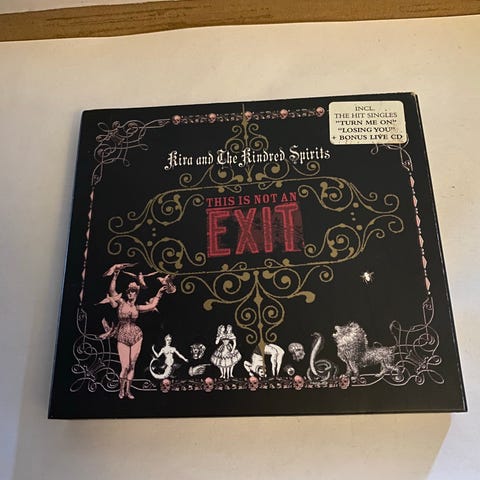 INCL.
THE HIT SINGLES
"TURN ME ON"
"LOSING YOU"
+ BONUS LIVE CD
Kira and The Kindred Spirits
THIS IS NOT AN
EXIT